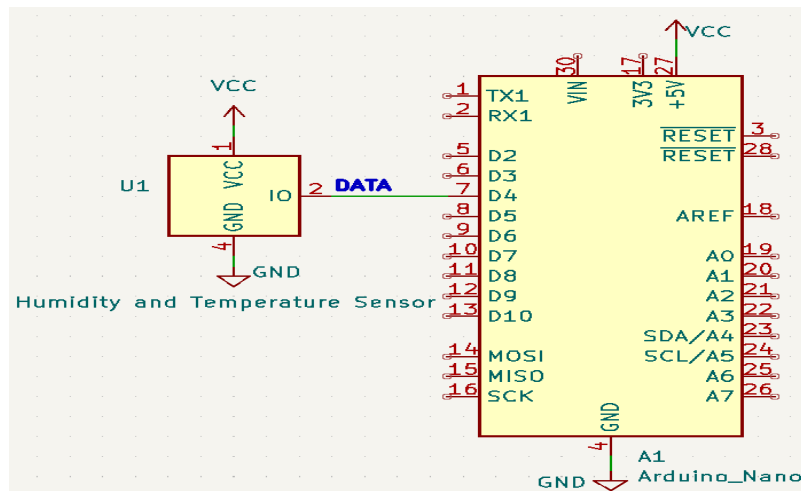 VCC
1
VCC
U1
IO
2
DATA
GND
4
GND
Humidity and Temperature Sensor
VCC
30
17
27
VIN
3V3
+5V
1 TX1
2 RX1
5 D2
6 D3
7 D4
8 D5
9 D6
10 D7
11 D8
12 D9
13 D10
14 MOSI
15 MISO
16 SCK
RESET 3
RESET 28
AREF 18
A0 19
A1 20
A2 21
A3 22
SDA/A4 23
SCL/A5 24
A6 25
A7 26
GND
4
GND
A1
Arduino_Nano